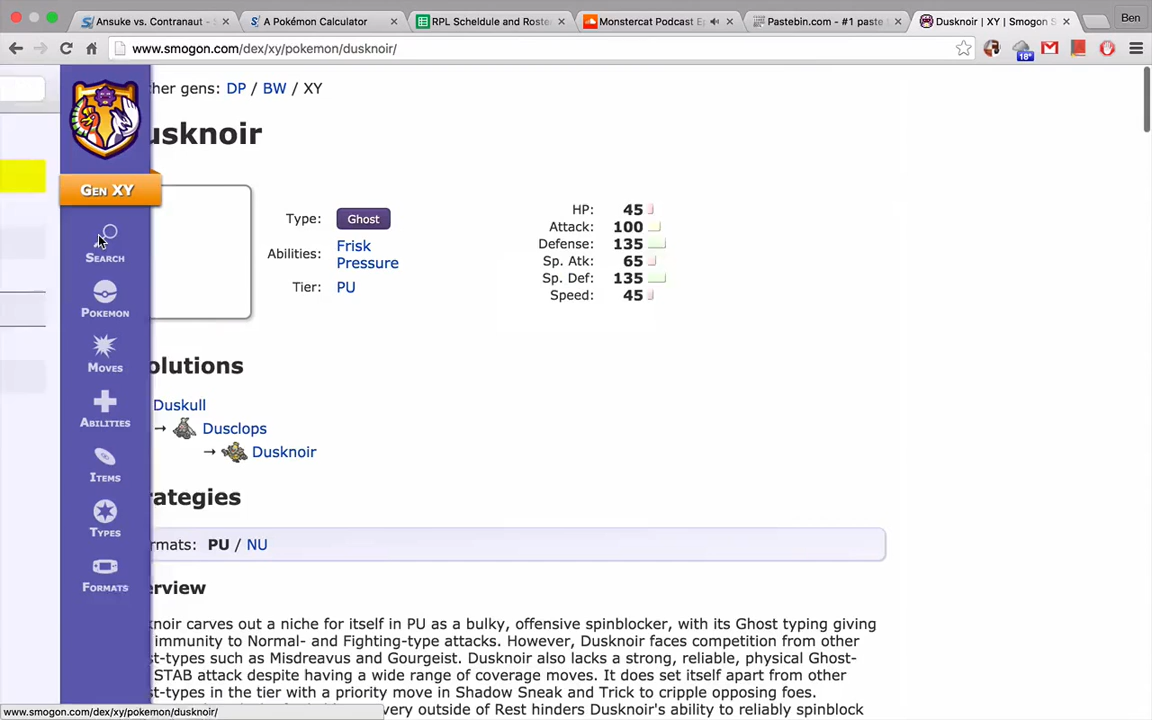 Ansuke vs. Contranaut - S
A Pokémon Calculator
RPL Scheldule and Roster
Monstercat Podcast Ep
Pastebin.com - #1 paste t
Dusknoir | XY | Smogon S
Ben
www.smogon.com/dex/xy/pokemon/dusknoir/
18°
her gens: DP / BW / XY
usknoir
GEN XY
SEARCH
POKEMON
MOVES
ABILITIES
ITEMS
TYPES
FORMATS
Type: Ghost
Abilities: Frisk
Pressure
Tier: PU
HP: 45
Attack: 100
Defense: 135
Sp. Atk: 65
Sp. Def: 135
Speed: 45
olutions
Duskull
→ Dusclops
→ Dusknoir
rategies
rmats: PU / NU
erview
knoir carves out a niche for itself in PU as a bulky, offensive spinblocker, with its Ghost typing giving
immunity to Normal- and Fighting-type attacks. However, Dusknoir faces competition from other
st-types such as Misdreavus and Gourgeist. Dusknoir also lacks a strong, reliable, physical Ghost-
STAB attack despite having a wide range of coverage moves. It does set itself apart from other
st-types in the tier with a priority move in Shadow Sneak and Trick to cripple opposing foes.
very outside of Rest hinders Dusknoir's ability to reliably spinblock
www.smogon.com/dex/xy/pokemon/dusknoir/